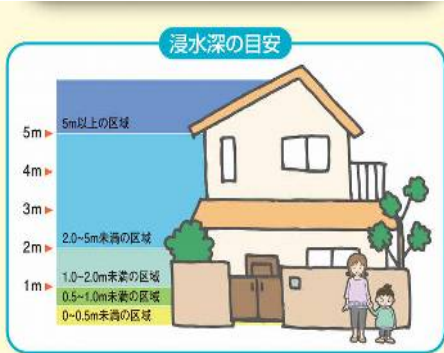 浸水深の目安
5m以上の区域
5m
4m
3m
2.0~5m未満の区域
2m
1.0~2.0m未満の区域
1m
0.5~1.0m未満の区域
0~0.5m未満の区域